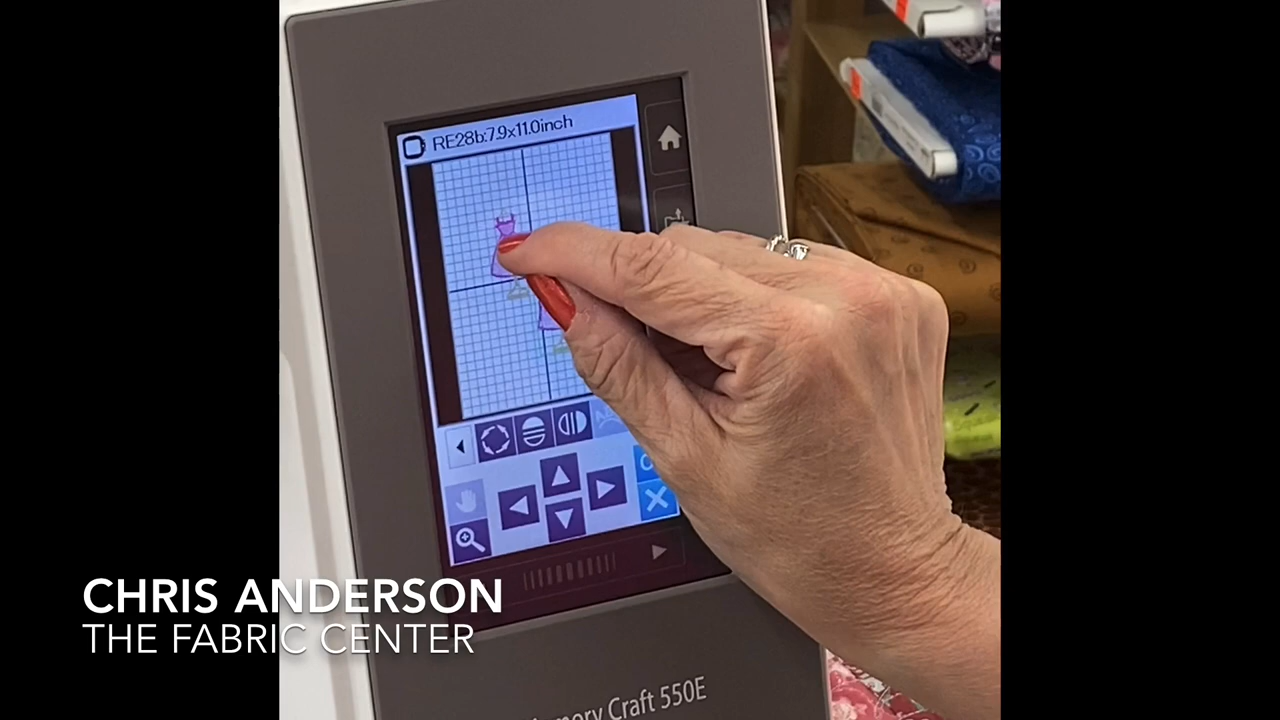 RE28b:7.9x11.0inch
CHRIS ANDERSON
THE FABRIC CENTER
Craft 550E